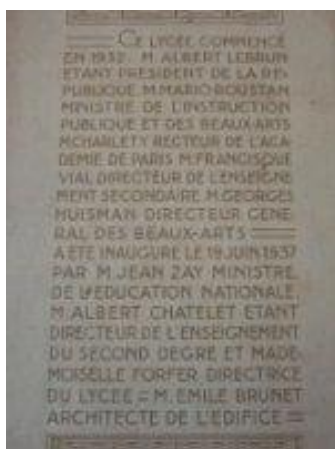 CE LYCÉE COMMENCÉ
EN 1932 M. ALBERT LEBRUN
ETANT PRESIDENT DE LA RE-
PUBLIQUE M. MARIO ROUSTAN
MINISTRE DE L'INSTRUCTION
PUBLIQUE ET DES BEAUX-ARTS
M.CHARLETY RECTEUR DE L'ACA-
DEMIE DE PARIS M. FRANCISQUE
VIAL DIRECTEUR DE L'ENSEIGNE
MENT SECONDAIRE M. GEORGES
HUISMAN DIRECTEUR GENE-
RAL DES BEAUX-ARTS
A ETE INAUGURE LE 19 JUIN 1937
PAR M. JEAN ZAY MINISTRE
DE L'EDUCATION NATIONALE,
M. ALBERT CHATELET ETANT
DIRECTEUR DE L'ENSEIGNEMENT
DU SECOND DEGRE ET MADE-
MOISELLE FORFER DIRECTRICE
DU LYCEE = M. EMILE BRUNET
ARCHITECTE DE L'EDIFICE =